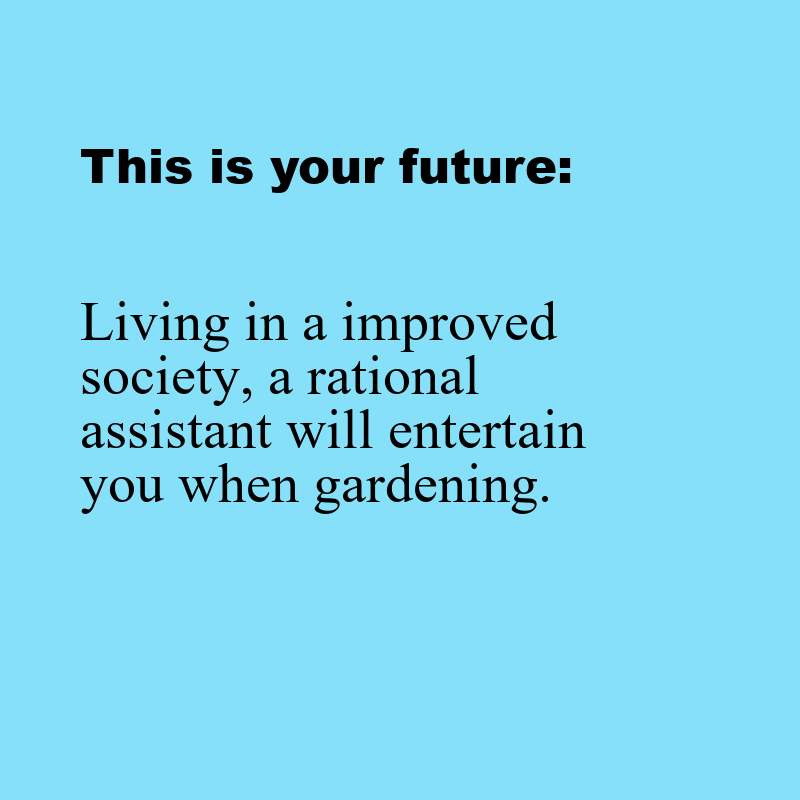 This is your future:
Living in a improved
society, a rational
assistant will entertain
you when gardening.